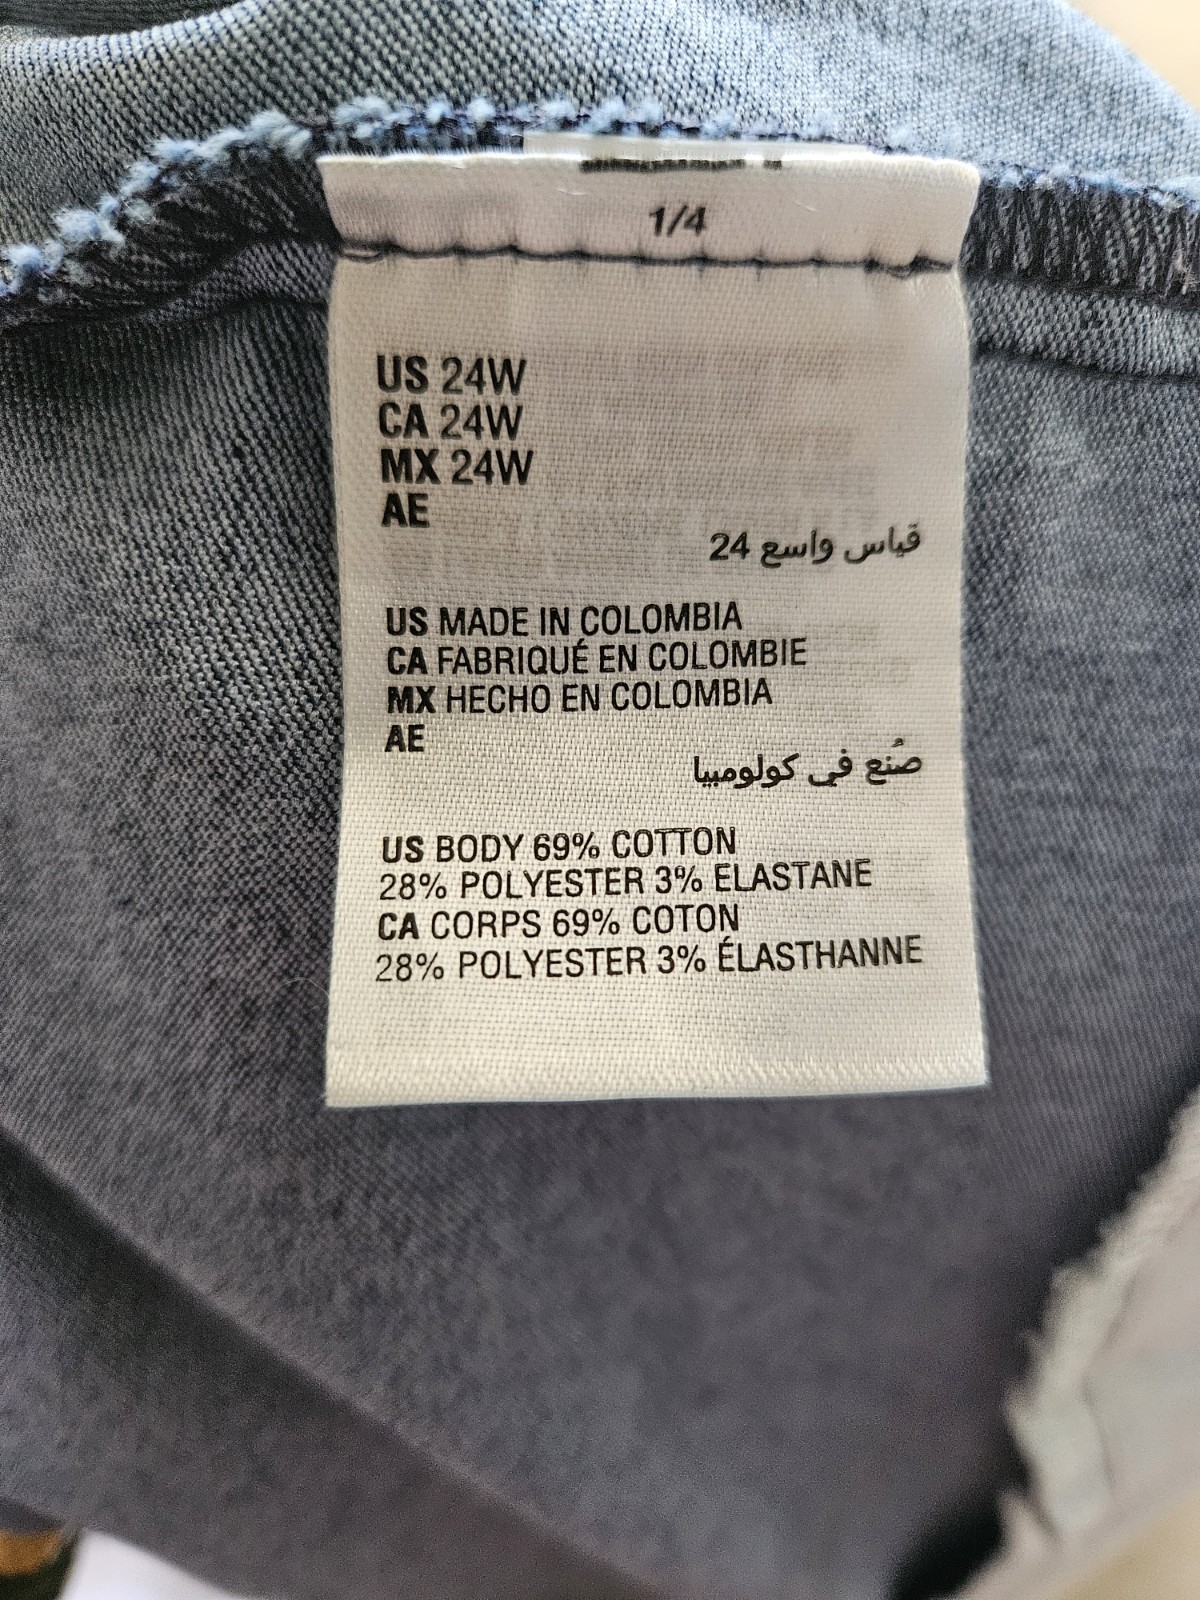 1/4
US 24W
CA 24W
MX 24W
AE
قياس واسع 24
US MADE IN COLOMBIA
CA FABRIQUÉ EN COLOMBIE
MX HECHO EN COLOMBIA
AE
صُنع في كولومبيا
US BODY 69% COTTON
28% POLYESTER 3% ELASTANE
CA CORPS 69% COTON
28% POLYESTER 3% ÉLASTHANNE